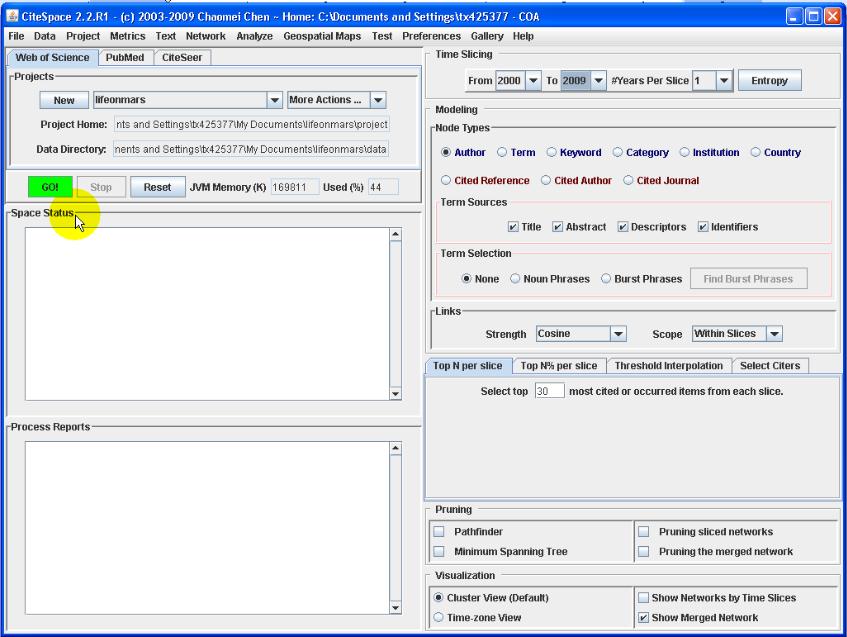 CiteSpace 2.2.R1 - (c) 2003-2009 Chaomei Chen ~ Home: C:\Documents and Settings\tx425377 - COA
File Data Project Metrics Text Network Analyze Geospatial Maps Test Preferences Gallery Help
Web of Science PubMed CiteSeer
Projects
New lifeonmars More Actions ...
Project Home: nts and Settings\tx425377\My Documents\lifeonmars\project
Data Directory: nents and Settings\tx425377\My Documents\lifeonmars\data
GO! Stop Reset JVM Memory (K) 169811 Used (%) 44
Space Status
Process Reports
Time Slicing
From 2000 To 2009 #Years Per Slice 1 Entropy
Modeling
Node Types
Author Term Keyword Category Institution Country
Cited Reference Cited Author Cited Journal
Term Sources
Title Abstract Descriptors Identifiers
Term Selection
None Noun Phrases Burst Phrases Find Burst Phrases
Links
Strength Cosine Scope Within Slices
Top N per slice Top N% per slice Threshold Interpolation Select Citers
Select top 30 most cited or occurred items from each slice.
Pruning
Pathfinder Pruning sliced networks
Minimum Spanning Tree Pruning the merged network
Visualization
Cluster View (Default) Show Networks by Time Slices
Time-zone View Show Merged Network